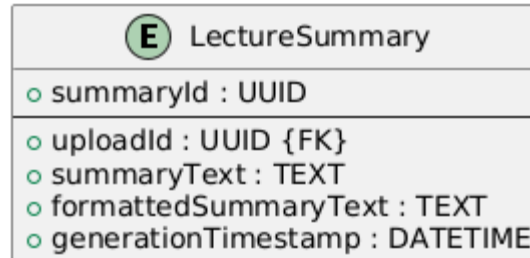 E LectureSummary
summaryId : UUID
uploadId : UUID {FK}
summaryText : TEXT
formattedSummaryText : TEXT
generationTimestamp : DATETIME